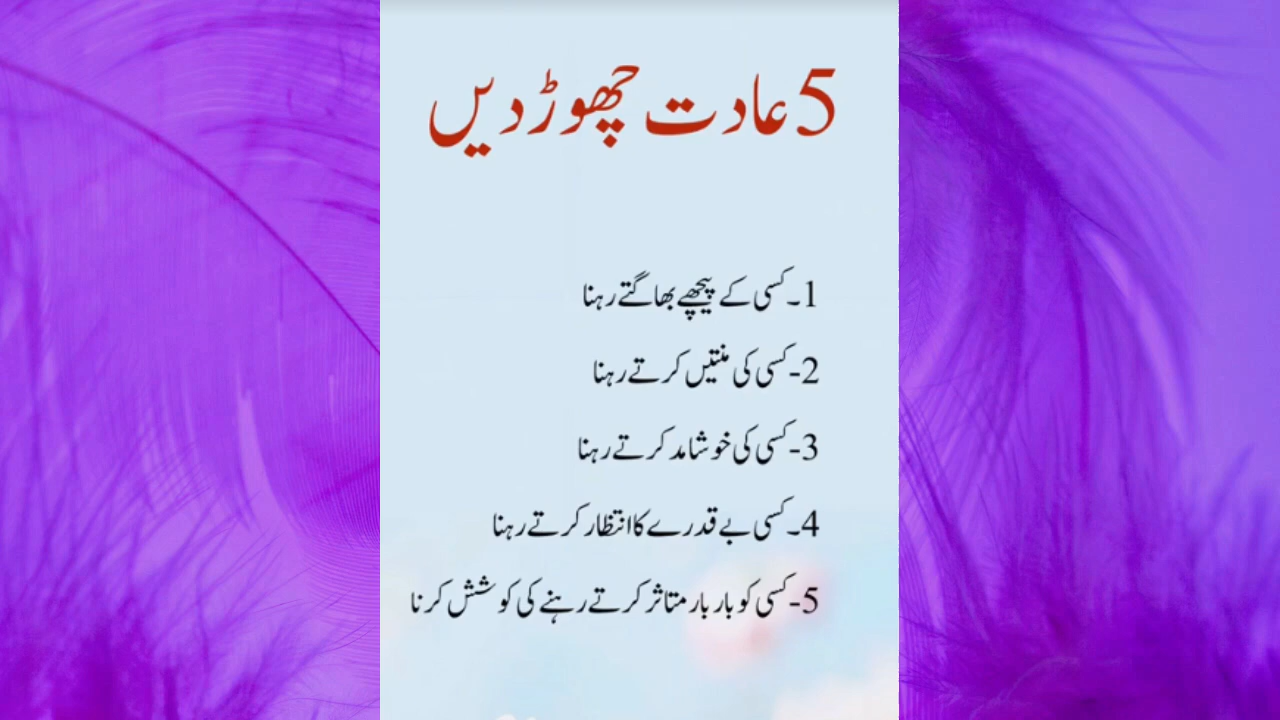 5 عادت چھوڑ دیں
1۔ کسی کے پیچھے بھاگتے رہنا
2- کسی کی منتیں کرتے رہنا
3- کسی کی خوشامد کرتے رہنا
4۔ کسی بے قدرے کا انتظار کرتے رہنا
5- کسی کو بار بار متاثر کرتے رہنے کی کوشش کرنا